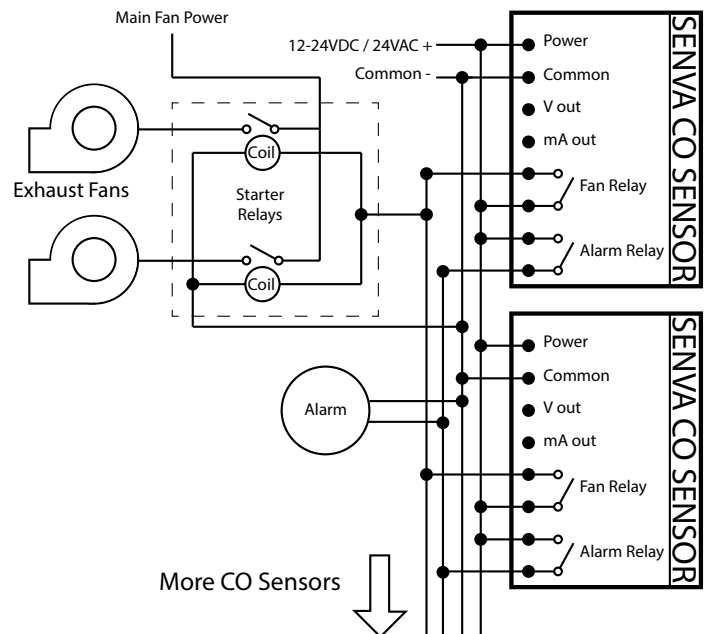 Main Fan Power
12-24VDC / 24VAC +
Common -
Exhaust Fans
Coil
Starter
Relays
Coil
Alarm
More CO Sensors
Power
Common
V out
mA out
Fan Relay
Alarm Relay
SENVA CO SENSOR
Power
Common
V out
mA out
Fan Relay
Alarm Relay
SENVA CO SENSOR